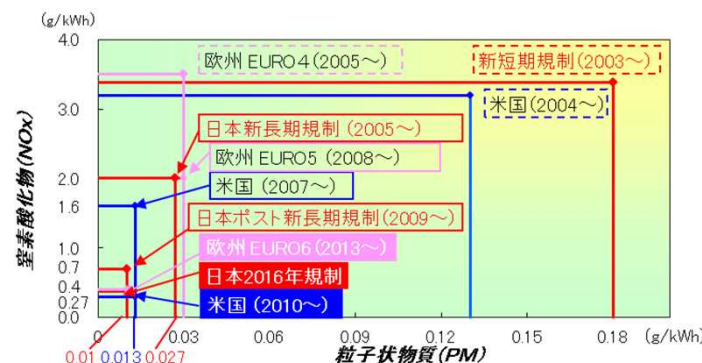 (g/kWh)
4.0
欧州 EURO4(2005～)
新短期規制(2003～)
3.0
米国(2004～)
日本新長期規制(2005～)
欧州 EURO5 (2008～)
2.0
米国(2007～)
1.6
日本ポスト新長期規制(2009～)
1.0
欧州 EURO6(2013～)
0.7
日本2016年規制
0.4
米国(2010～)
0.27
0.0
窒素酸化物(NOx)
0
0.03
0.06
0.09
0.12
0.15
0.18
(g/kWh)
0.01
0.013
0.027
粒子状物質(PM)